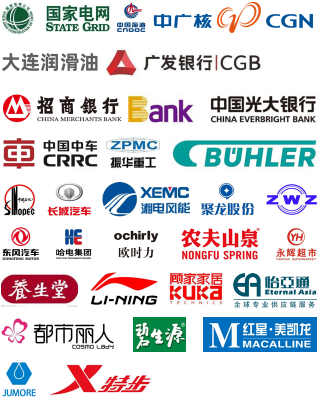 国家电网
STATE GRID
中国海油
CNOOC
中广核 CGN
大连润滑油
广发银行|CGB
招商银行
CHINA MERCHANTS BANK
Bank
中国光大银行
CHINA EVERBRIGHT BANK
中国中车
CRRC
ZPMC
振华重工
BÜHLER
SINOPEC
长城汽车
XEMC
湘电风能
聚龙股份
ZWZ
东风汽车
DONGFENG MOTOR
HE
哈电集团
ochirly
欧时力
农夫山泉
NONGFU SPRING
YH
永辉超市
YONGHUI SUPERMARKET
養生堂
LI-NING
顾家家居
KUKA
TECHNICS
怡亞通
Eternal Asia
全球专业供应链服务
都市丽人
COSMO LADY
碧生源
M 红星·美凯龙
MACALLINE
JUMORE
特步